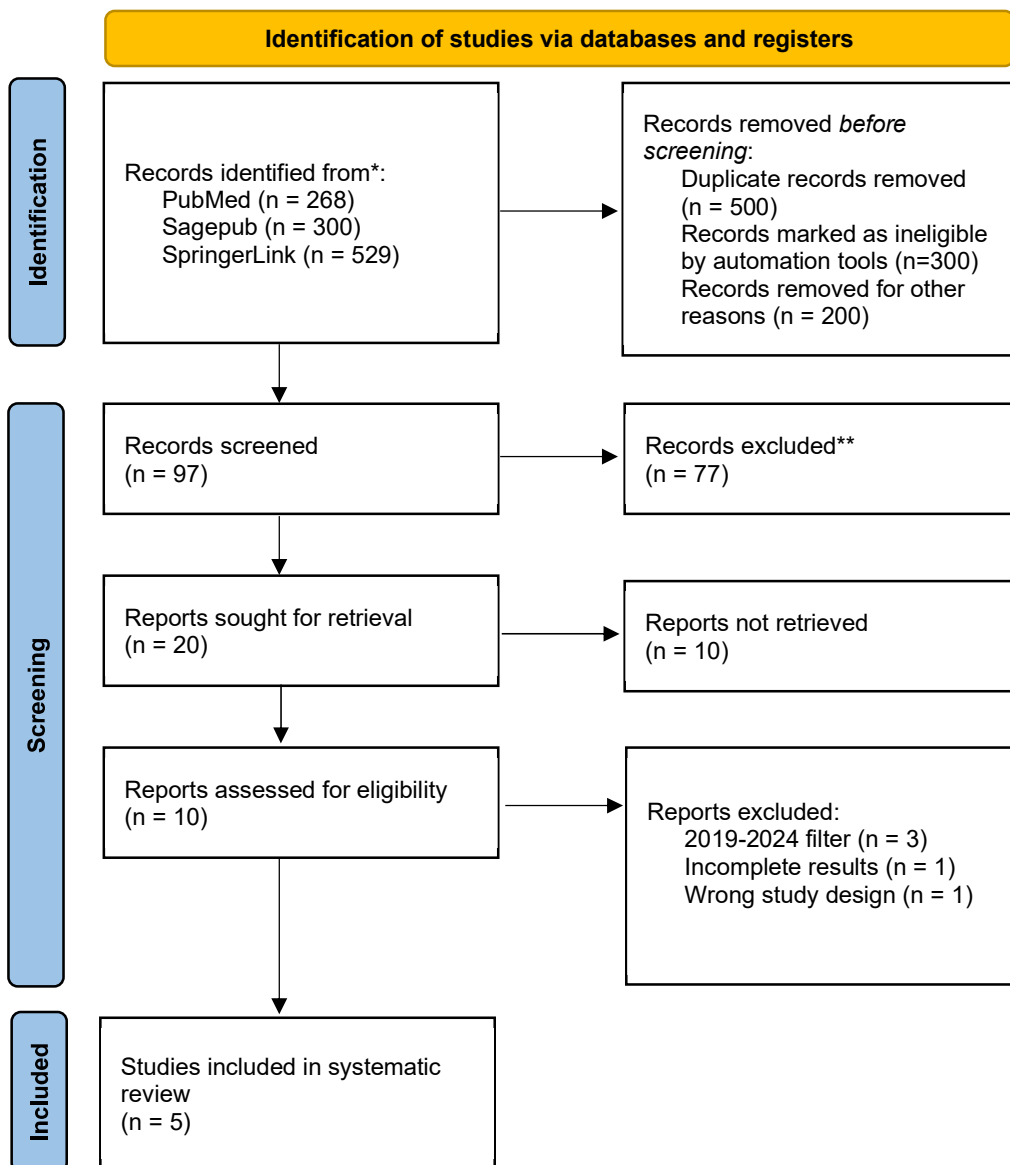 Identification of studies via databases and registers
Identification
Records identified from*:
PubMed (n = 268)
Sagepub (n = 300)
SpringerLink (n = 529)
Records removed before
screening:
Duplicate records removed
(n = 500)
Records marked as ineligible
by automation tools (n=300)
Records removed for other
reasons (n = 200)
Screening
Records screened
(n = 97)
Records excluded**
(n = 77)
Reports sought for retrieval
(n = 20)
Reports not retrieved
(n = 10)
Reports assessed for eligibility
(n = 10)
Reports excluded:
2019-2024 filter (n = 3)
Incomplete results (n = 1)
Wrong study design (n = 1)
Included
Studies included in systematic
review
(n = 5)